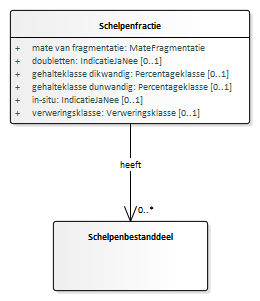 Schelpenfractie
+ mate van fragmentatie: MateFragmentatie
+ doubletten: IndicatieJaNee [0..1]
+ gehalteklasse dikwandig: Percentageklasse [0..1]
+ gehalteklasse dunwandig: Percentageklasse [0..1]
+ in-situ: IndicatieJaNee [0..1]
+ verweringsklasse: Verweringsklasse [0..1]
heeft
0..*
Schelpenbestanddeel